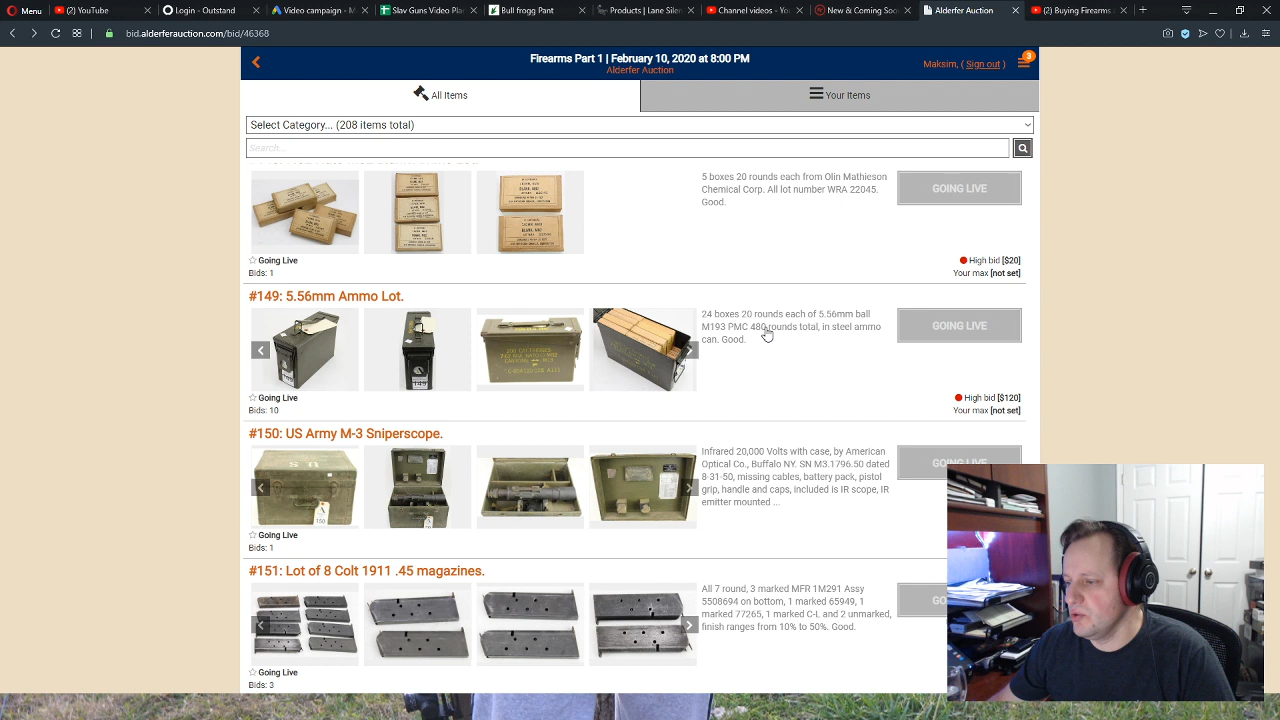 Menu
(2) YouTube
Login - Outstand
Video campaign - M
Slav Guns Video Plan
Bull frogg Pant
Products | Lane Silen
Channel videos - You
New & Coming Soo
Alderfer Auction
(2) Buying Firearms
bid.alderferauction.com/bid/46368
Firearms Part 1 | February 10, 2020 at 8:00 PM
Alderfer Auction
Maksim, ( Sign out )
3
All Items
Your Items
Select Category... (208 items total)
Search...
5 boxes 20 rounds each from Olin Mathieson
Chemical Corp. All lot number WRA 22045.
Good.
GOING LIVE
Going Live
Bids: 1
High bid [$20]
Your max [not set]
#149: 5.56mm Ammo Lot.
24 boxes 20 rounds each of 5.56mm ball
M193 PMC 480 rounds total, in steel ammo
can. Good.
GOING LIVE
149
Going Live
Bids: 10
High bid [$120]
Your max [not set]
#150: US Army M-3 Sniperscope.
Infrared 20,000 Volts with case, by American
Optical Co., Buffalo NY. SN M3.1796.50 dated
8-31-50, missing cables, battery pack, pistol
grip, handle and caps, included is IR scope, IR
emitter mounted ...
GOING LIVE
150
Going Live
Bids: 1
#151: Lot of 8 Colt 1911 .45 magazines.
All 7 round, 3 marked MFR 1M291 Assy
5508694 on bottom, 1 marked 65949, 1
marked 77265, 1 marked C-L and 2 unmarked,
finish ranges from 10% to 50%. Good.
GO
Going Live
Bids: 3